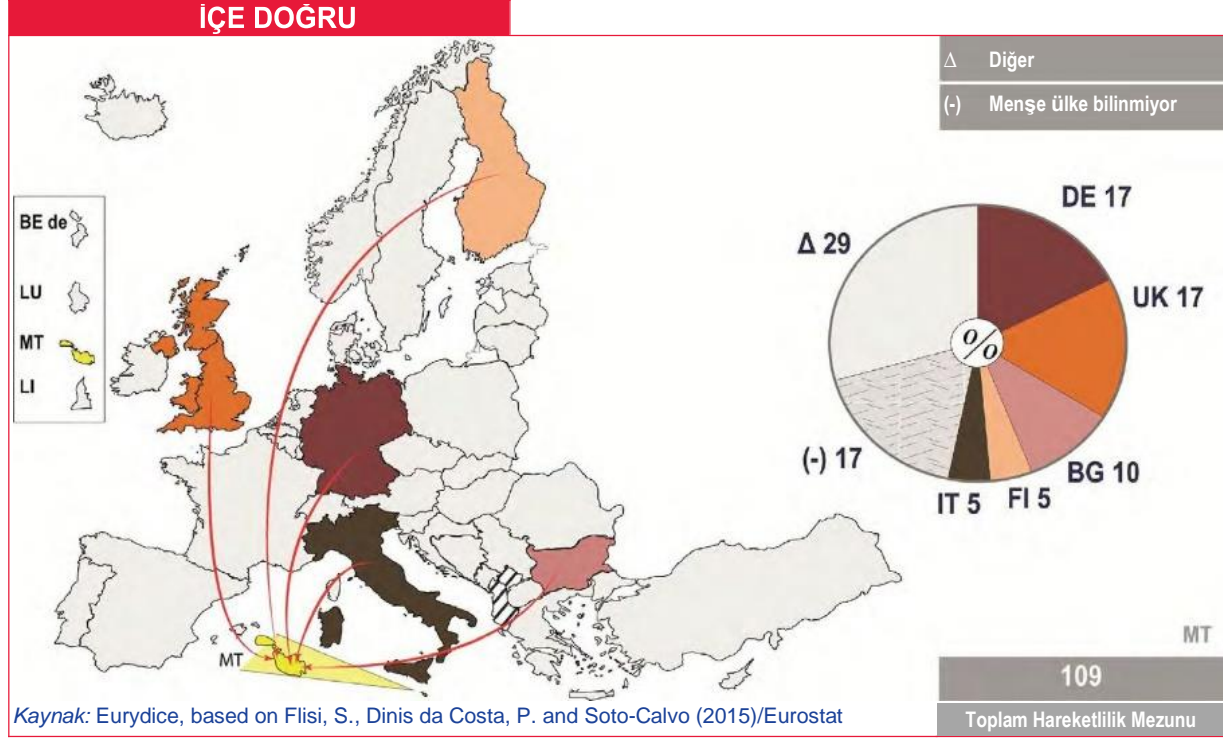 İÇE DOĞRU
Δ Diğer
(-) Menşe ülke bilinmiyor
BE de
LU
MT
LI
DE 17
Δ 29
UK 17
%
(-) 17
BG 10
IT 5
FI 5
MT
MT
109
Toplam Hareketlilik Mezunu
Kaynak: Eurydice, based on Flisi, S., Dinis da Costa, P. and Soto-Calvo (2015)/Eurostat